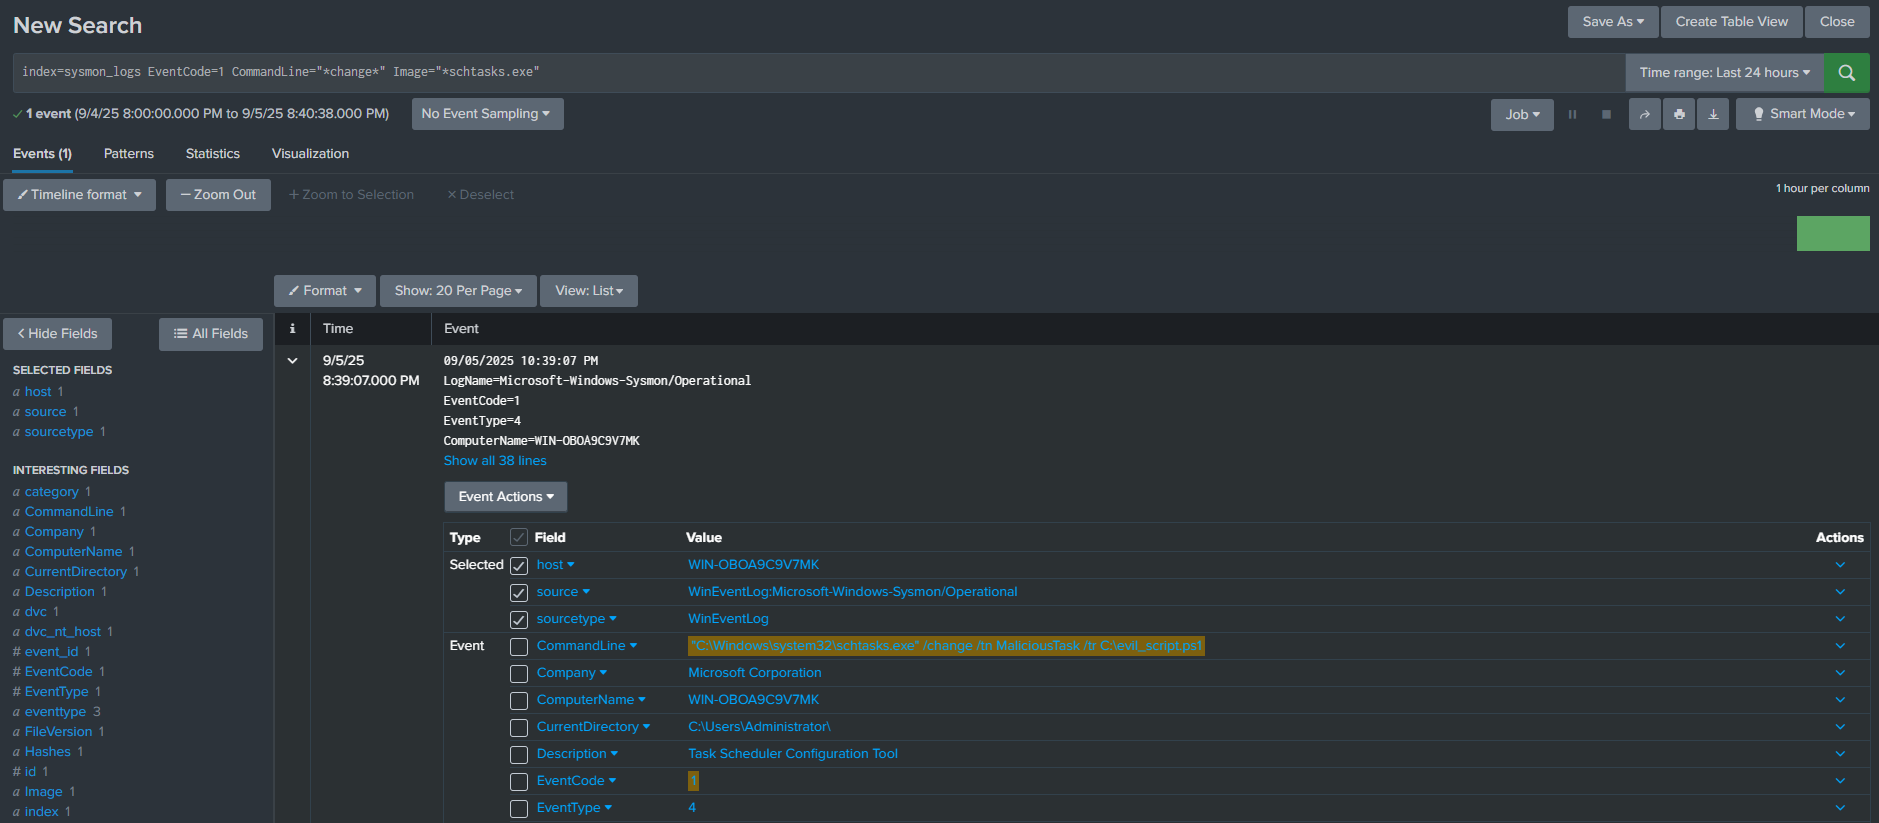 New Search
Save As
Create Table View
Close
index=sysmon_logs EventCode=1 CommandLine="*change*" Image="*schtasks.exe"
Time range: Last 24 hours
1 event (9/4/25 8:00:00.000 PM to 9/5/25 8:40:38.000 PM)
No Event Sampling
Job
Smart Mode
Events (1)
Patterns
Statistics
Visualization
Timeline format
— Zoom Out
+ Zoom to Selection
× Deselect
1 hour per column
Format
Show: 20 Per Page
View: List
< Hide Fields
All Fields
i
Time
Event
SELECTED FIELDS
a host 1
a source 1
a sourcetype 1
INTERESTING FIELDS
a category 1
a CommandLine 1
a Company 1
a ComputerName 1
a CurrentDirectory 1
a Description 1
a dvc 1
a dvc_nt_host 1
# event_id 1
# EventCode 1
# EventType 1
a eventtype 3
a FileVersion 1
a Hashes 1
# id 1
a Image 1
a index 1
9/5/25
8:39:07.000 PM
09/05/2025 10:39:07 PM
LogName=Microsoft-Windows-Sysmon/Operational
EventCode=1
EventType=4
ComputerName=WIN-OBOA9C9V7MK
Show all 38 lines
Event Actions
Type Field Value Actions
Selected host WIN-OBOA9C9V7MK
source WinEventLog:Microsoft-Windows-Sysmon/Operational
sourcetype WinEventLog
Event CommandLine "C:\Windows\system32\schtasks.exe" /change /tn MaliciousTask /tr C:\evil_script.ps1
Company Microsoft Corporation
ComputerName WIN-OBOA9C9V7MK
CurrentDirectory C:\Users\Administrator\
Description Task Scheduler Configuration Tool
EventCode 1
EventType 4